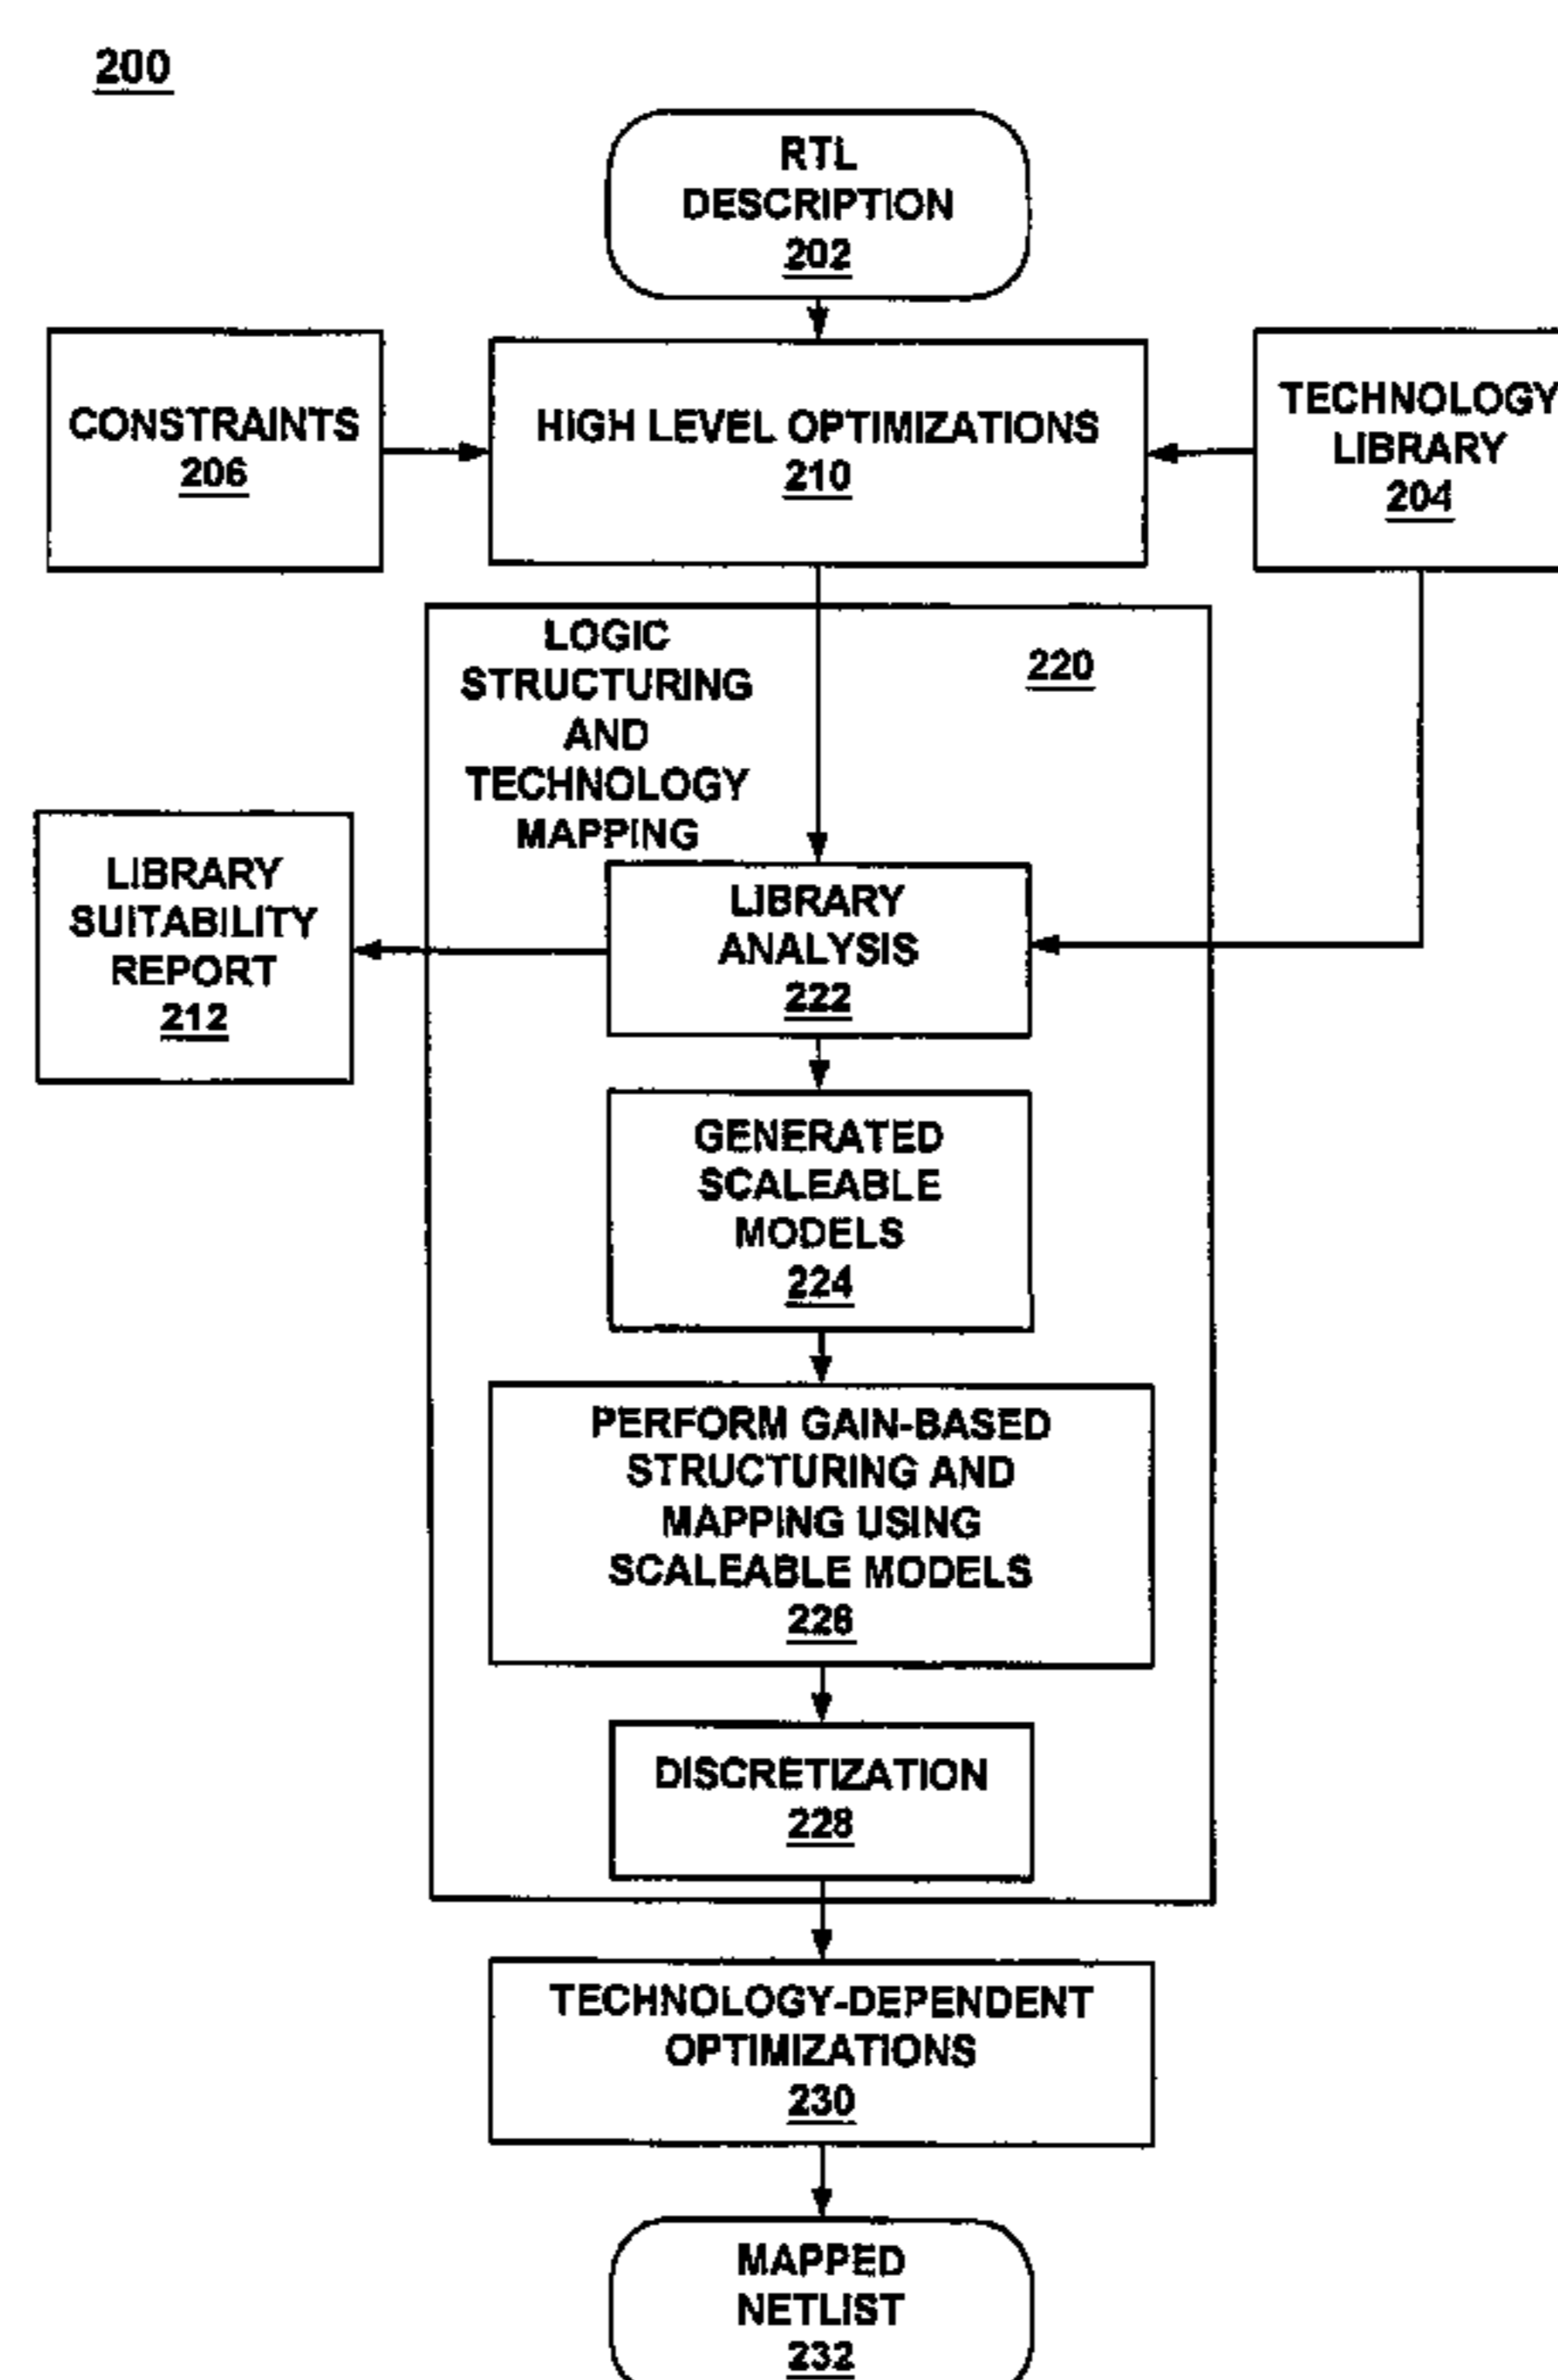 200
RTL
DESCRIPTION
202
CONSTRAINTS
206
HIGH LEVEL OPTIMIZATIONS
210
TECHNOLOGY
LIBRARY
204
LOGIC
STRUCTURING
AND
TECHNOLOGY
MAPPING
220
LIBRARY
SUITABILITY
REPORT
212
LIBRARY
ANALYSIS
222
GENERATED
SCALEABLE
MODELS
224
PERFORM GAIN-BASED
STRUCTURING AND
MAPPING USING
SCALEABLE MODELS
226
DISCRETIZATION
228
TECHNOLOGY-DEPENDENT
OPTIMIZATIONS
230
MAPPED
NETLIST
232